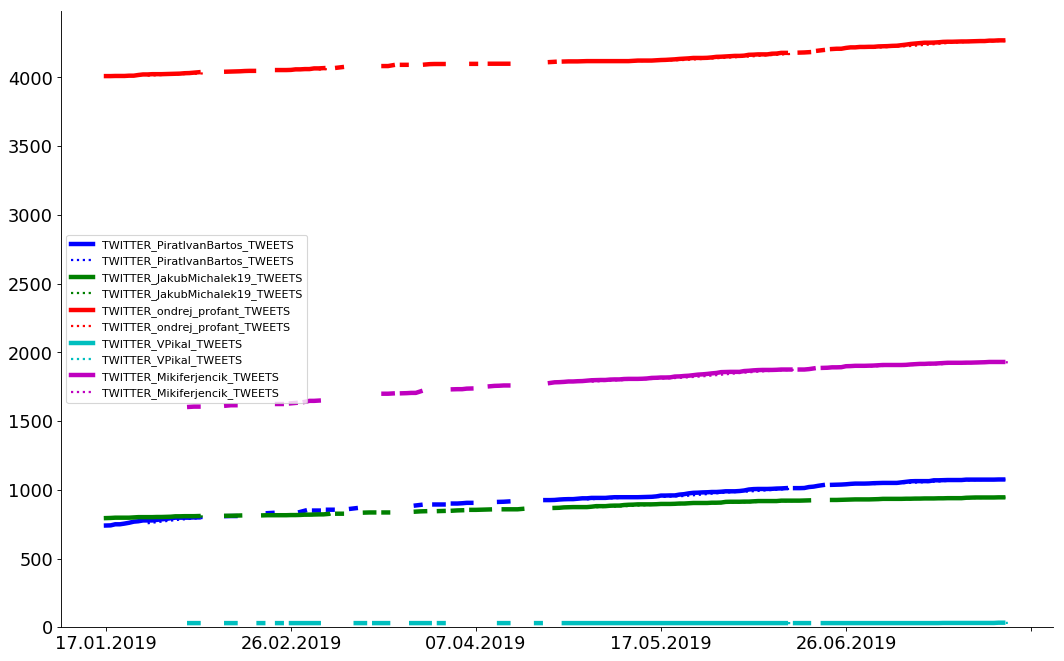 4000
3500
3000
2500
2000
1500
1000
500
0
TWITTER_PiratIvanBartos_TWEETS
TWITTER_PiratIvanBartos_TWEETS
TWITTER_JakubMichalek19_TWEETS
TWITTER_JakubMichalek19_TWEETS
TWITTER_ondrej_profant_TWEETS
TWITTER_ondrej_profant_TWEETS
TWITTER_VPikal_TWEETS
TWITTER_VPikal_TWEETS
TWITTER_Mikiferjencik_TWEETS
TWITTER_Mikiferjencik_TWEETS
17.01.2019 26.02.2019 07.04.2019 17.05.2019 26.06.2019